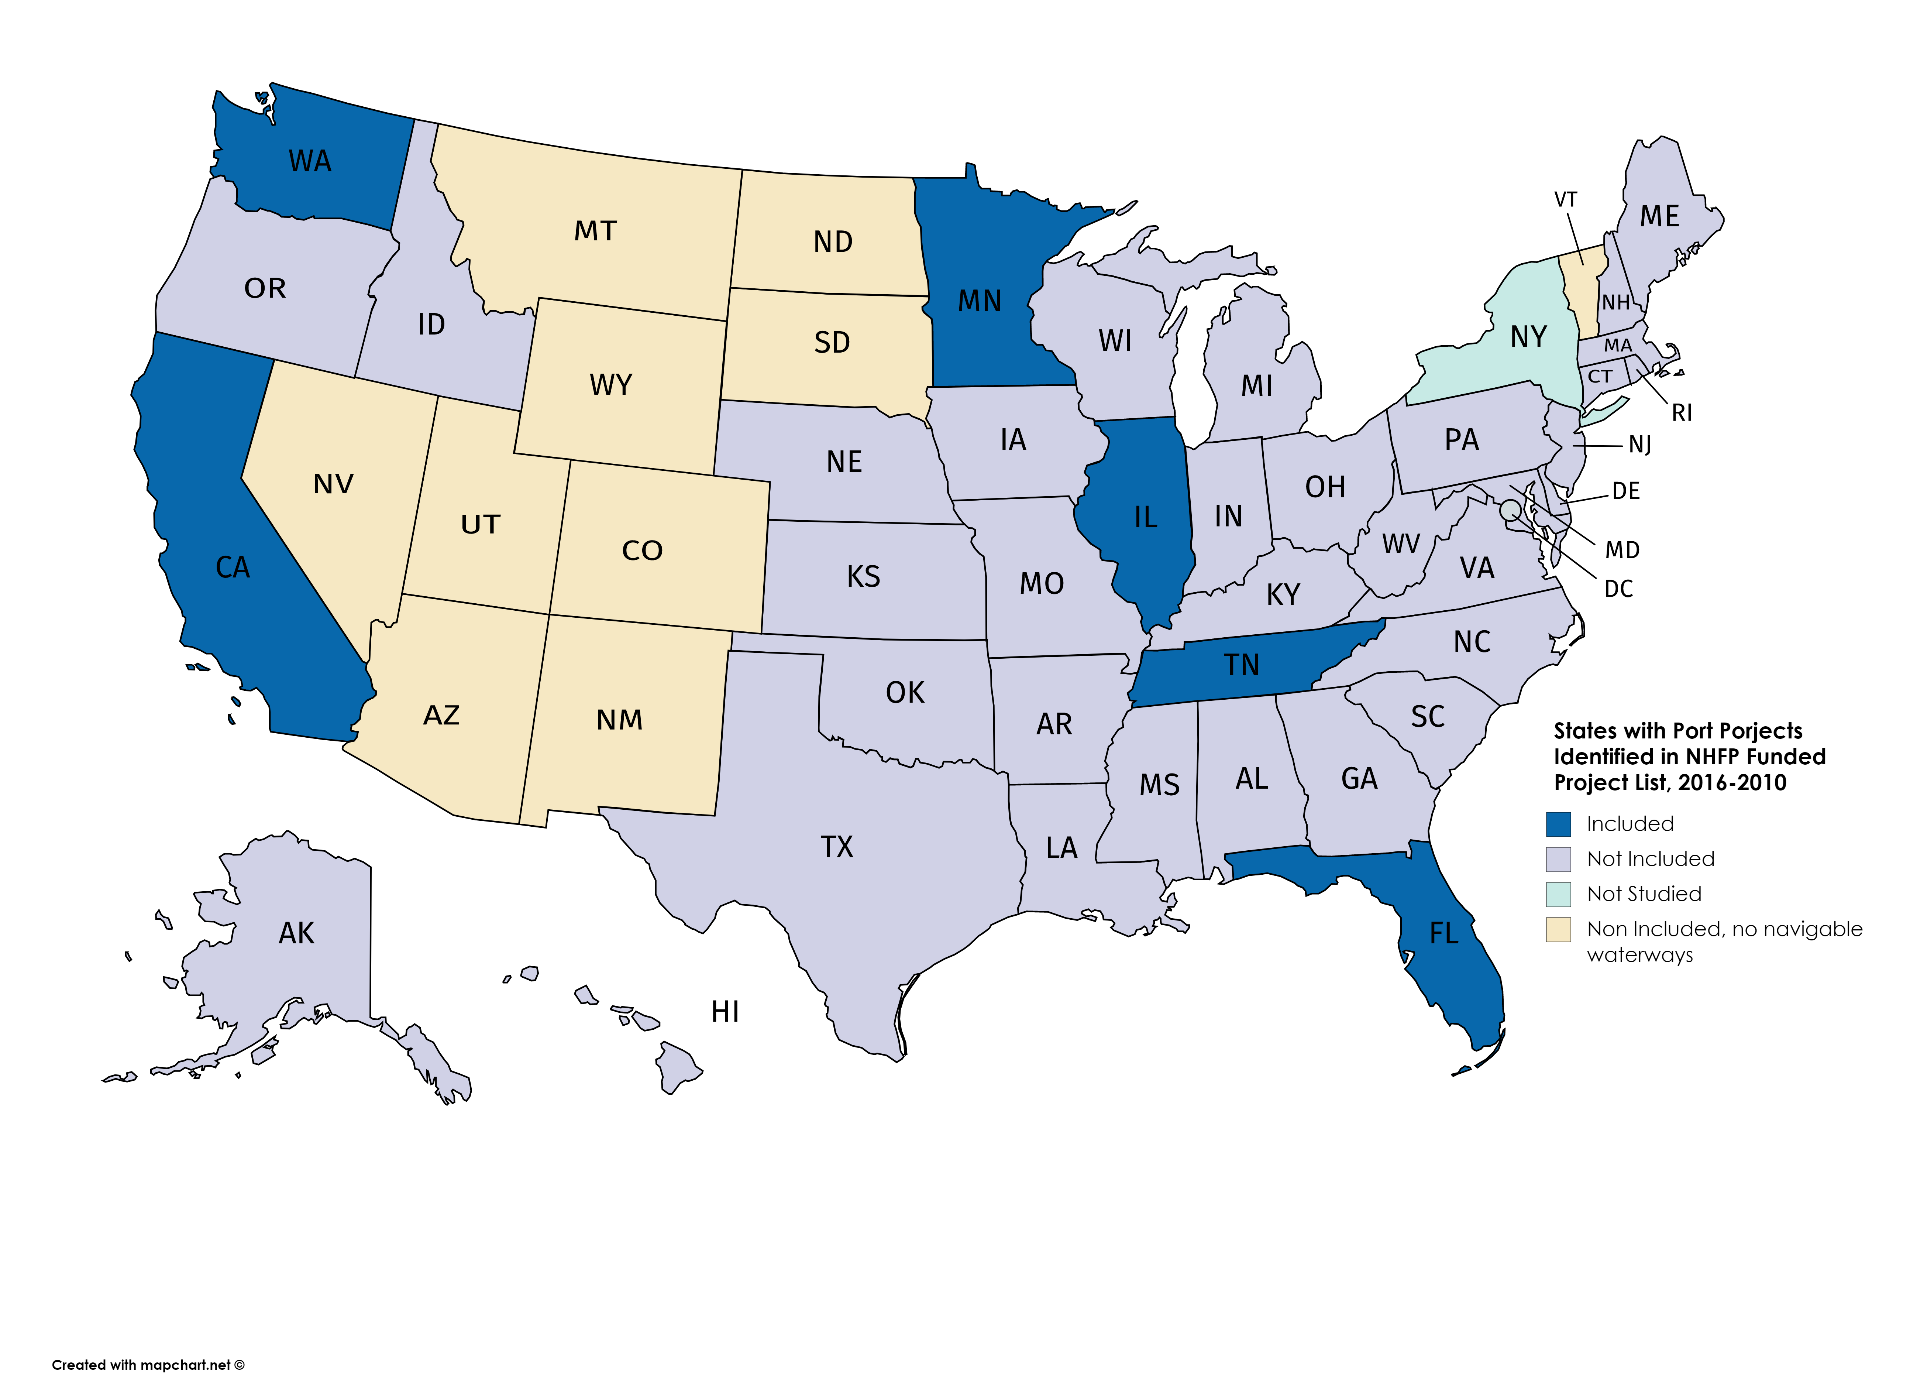 WA
MT
ND
MN
OR
ID
SD
WY
WI
MI
VT
ME
NH
NY
MA
CT
RI
NJ
PA
IA
NE
NV
UT
CO
IL
IN
OH
DE
WV
MD
DC
VA
CA
KS
MO
KY
NC
TN
AZ
NM
OK
AR
SC
MS
AL
GA
TX
LA
FL
AK
HI
States with Port Porjects
Identified in NHFP Funded
Project List, 2016-2010
Included
Not Included
Not Studied
Non Included, no navigable
waterways
Created with mapchart.net ©